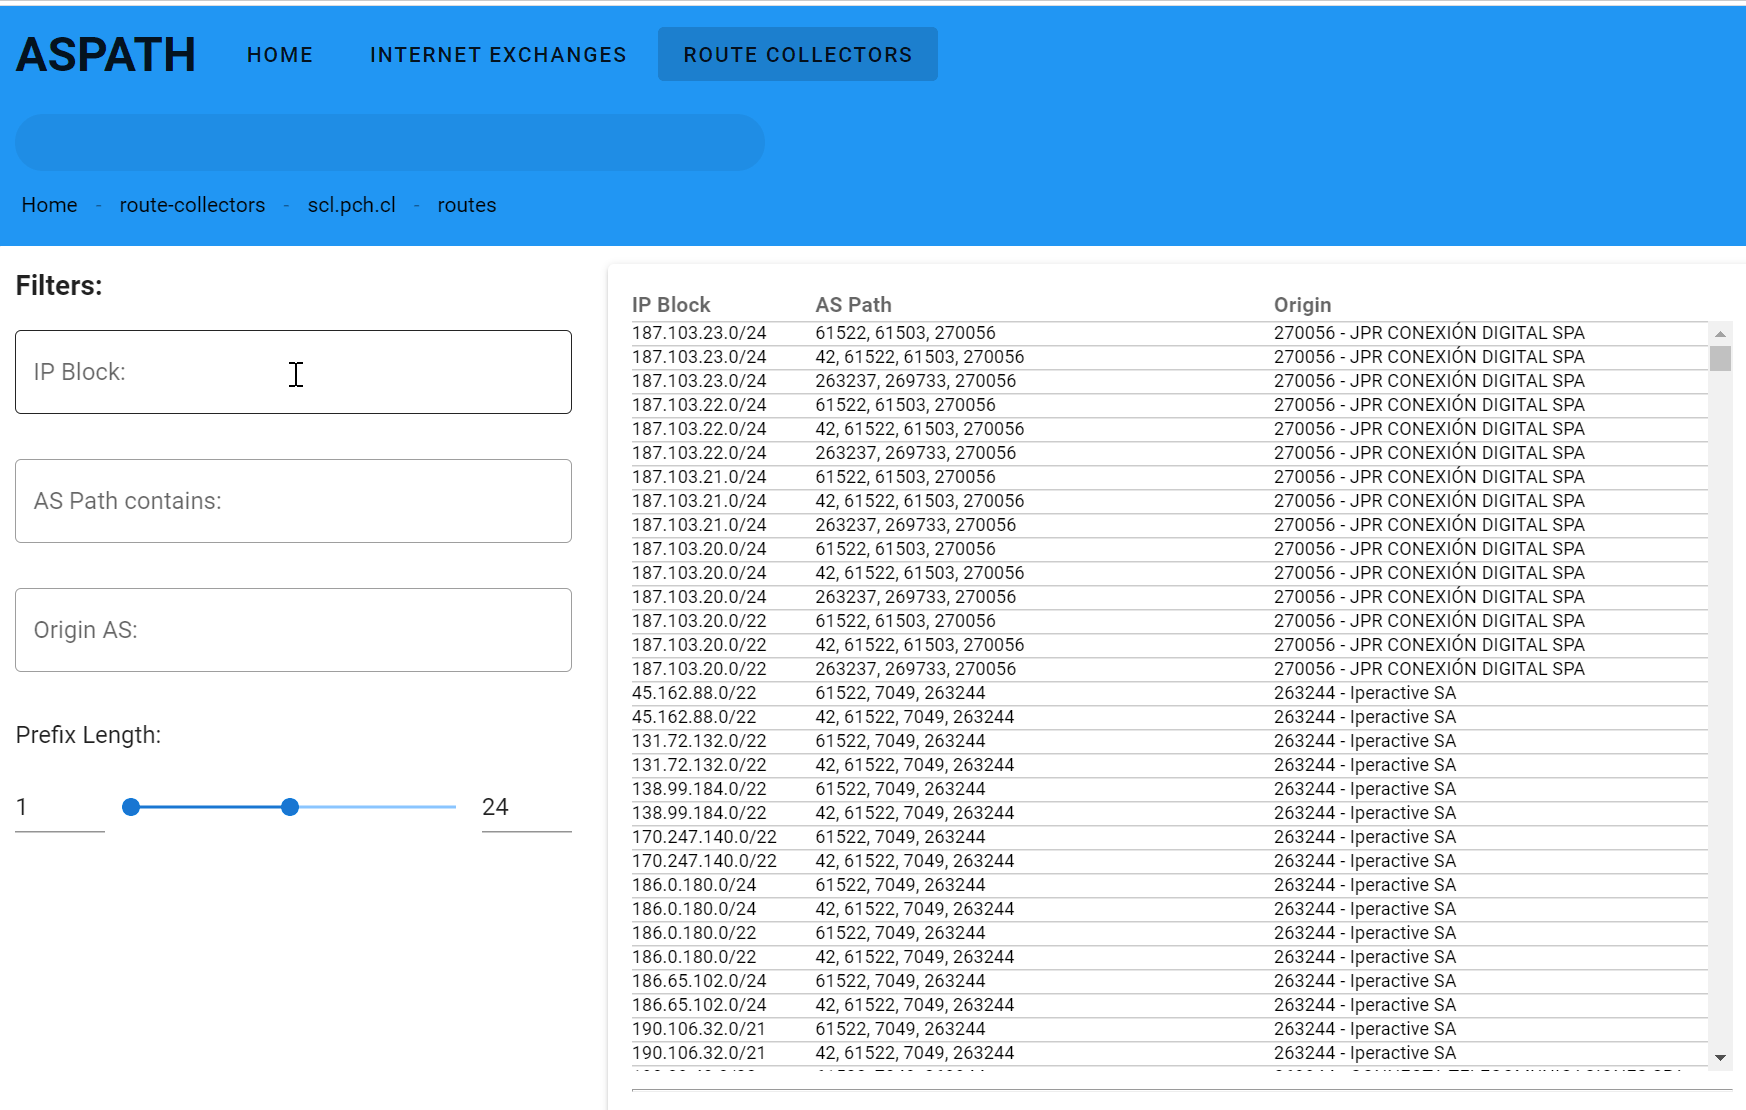 ASPATH HOME INTERNET EXCHANGES ROUTE COLLECTORS
Home - route-collectors - scl.pch.cl - routes
Filters:
IP Block:
AS Path contains:
Origin AS:
Prefix Length:
1 24
IP Block AS Path Origin
187.103.23.0/24 61522, 61503, 270056 270056 - JPR CONEXIÓN DIGITAL SPA
187.103.23.0/24 42, 61522, 61503, 270056 270056 - JPR CONEXIÓN DIGITAL SPA
187.103.23.0/24 263237, 269733, 270056 270056 - JPR CONEXIÓN DIGITAL SPA
187.103.22.0/24 61522, 61503, 270056 270056 - JPR CONEXIÓN DIGITAL SPA
187.103.22.0/24 42, 61522, 61503, 270056 270056 - JPR CONEXIÓN DIGITAL SPA
187.103.22.0/24 263237, 269733, 270056 270056 - JPR CONEXIÓN DIGITAL SPA
187.103.21.0/24 61522, 61503, 270056 270056 - JPR CONEXIÓN DIGITAL SPA
187.103.21.0/24 42, 61522, 61503, 270056 270056 - JPR CONEXIÓN DIGITAL SPA
187.103.21.0/24 263237, 269733, 270056 270056 - JPR CONEXIÓN DIGITAL SPA
187.103.20.0/24 61522, 61503, 270056 270056 - JPR CONEXIÓN DIGITAL SPA
187.103.20.0/24 42, 61522, 61503, 270056 270056 - JPR CONEXIÓN DIGITAL SPA
187.103.20.0/24 263237, 269733, 270056 270056 - JPR CONEXIÓN DIGITAL SPA
187.103.20.0/22 61522, 61503, 270056 270056 - JPR CONEXIÓN DIGITAL SPA
187.103.20.0/22 42, 61522, 61503, 270056 270056 - JPR CONEXIÓN DIGITAL SPA
187.103.20.0/22 263237, 269733, 270056 270056 - JPR CONEXIÓN DIGITAL SPA
45.162.88.0/22 61522, 7049, 263244 263244 - Iperactive SA
45.162.88.0/22 42, 61522, 7049, 263244 263244 - Iperactive SA
131.72.132.0/22 61522, 7049, 263244 263244 - Iperactive SA
131.72.132.0/22 42, 61522, 7049, 263244 263244 - Iperactive SA
138.99.184.0/22 61522, 7049, 263244 263244 - Iperactive SA
138.99.184.0/22 42, 61522, 7049, 263244 263244 - Iperactive SA
170.247.140.0/22 61522, 7049, 263244 263244 - Iperactive SA
170.247.140.0/22 42, 61522, 7049, 263244 263244 - Iperactive SA
186.0.180.0/24 61522, 7049, 263244 263244 - Iperactive SA
186.0.180.0/24 42, 61522, 7049, 263244 263244 - Iperactive SA
186.0.180.0/22 61522, 7049, 263244 263244 - Iperactive SA
186.0.180.0/22 42, 61522, 7049, 263244 263244 - Iperactive SA
186.65.102.0/24 61522, 7049, 263244 263244 - Iperactive SA
186.65.102.0/24 42, 61522, 7049, 263244 263244 - Iperactive SA
190.106.32.0/21 61522, 7049, 263244 263244 - Iperactive SA
190.106.32.0/21 42, 61522, 7049, 263244 263244 - Iperactive SA